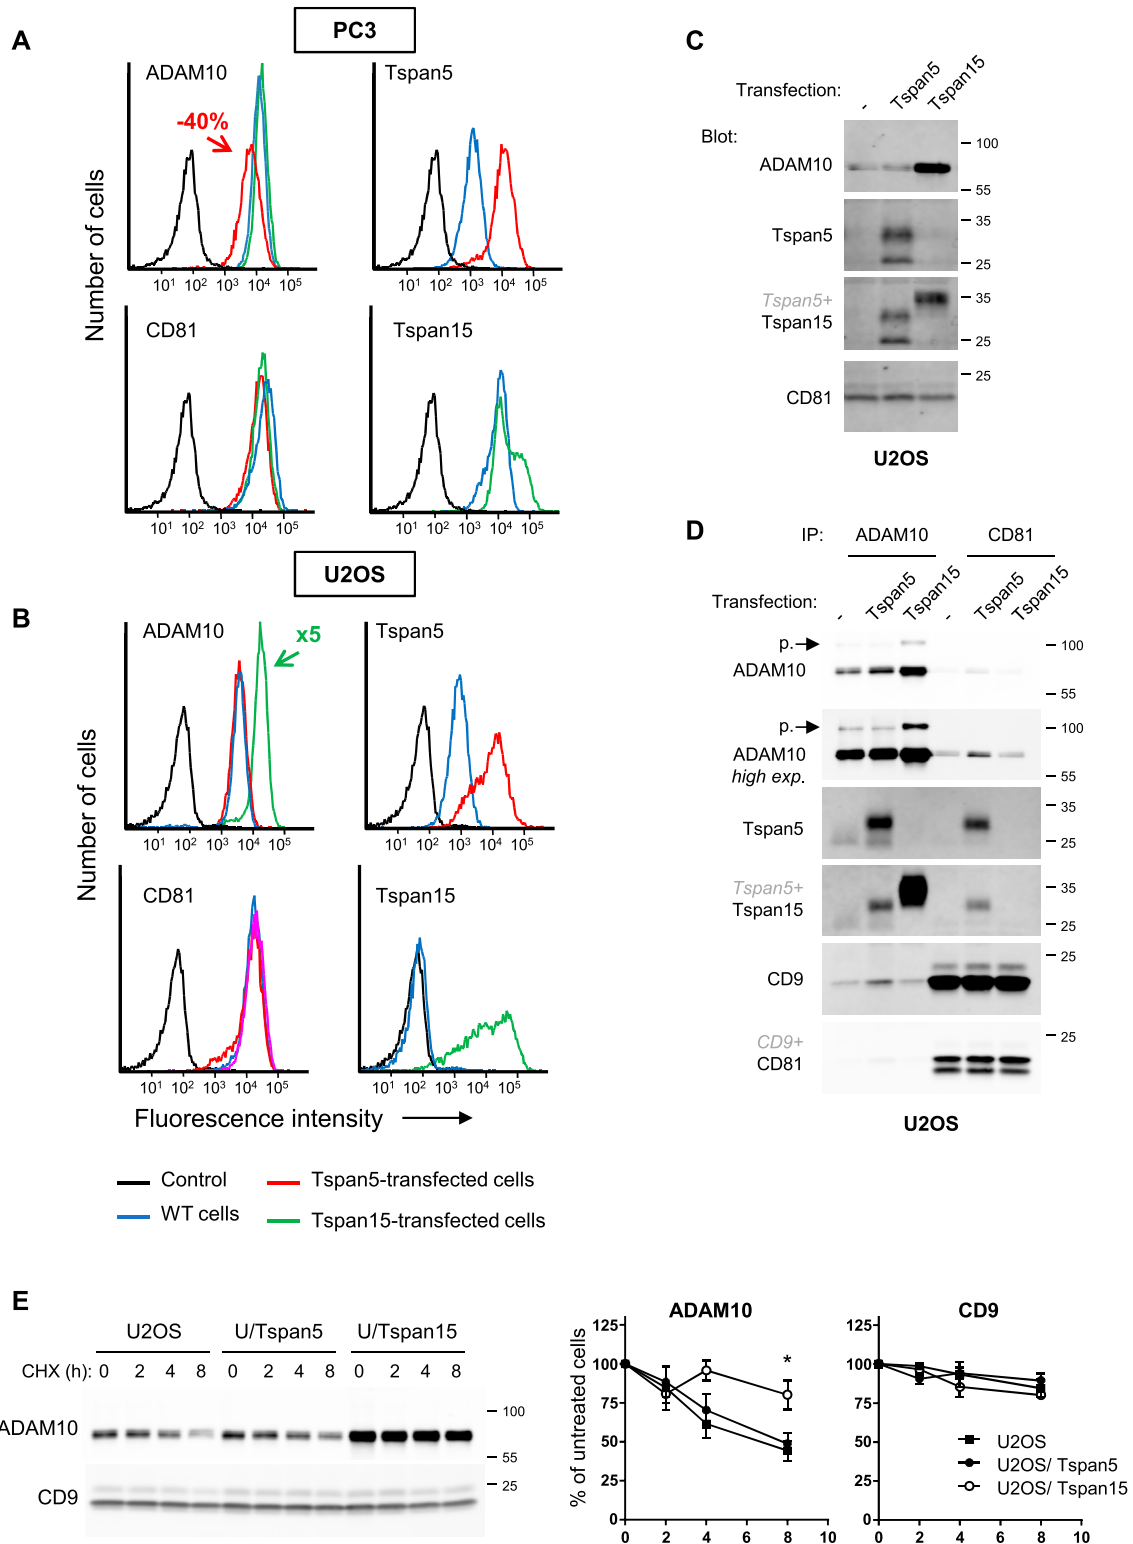 A
PC3
ADAM10
-40%
Tspan5
10¹ 10² 10³ 10⁴ 10⁵
10¹ 10² 10³ 10⁴ 10⁵
CD81
Tspan15
10¹ 10² 10³ 10⁴ 10⁵
10¹ 10² 10³ 10⁴ 10⁵
Number of cells
U2OS
B
ADAM10
x5
Tspan5
10¹ 10² 10³ 10⁴ 10⁵
10¹ 10² 10³ 10⁴ 10⁵
CD81
Tspan15
10¹ 10² 10³ 10⁴ 10⁵
10¹ 10² 10³ 10⁴ 10⁵
Number of cells
Fluorescence intensity
Control
WT cells
Tspan5-transfected cells
Tspan15-transfected cells
C
Transfection: - Tspan5 Tspan15
Blot:
ADAM10
100
55
Tspan5
35
25
Tspan5+
Tspan15
35
25
CD81
25
U2OS
D
IP: ADAM10 CD81
Transfection: - Tspan5 Tspan15 - Tspan5 Tspan15
p.
ADAM10
100
55
p.
ADAM10
high exp.
100
55
Tspan5
35
25
Tspan5+
Tspan15
35
25
CD9
25
CD9+
CD81
25
U2OS
E
U2OS U/Tspan5 U/Tspan15
CHX (h): 0 2 4 8 0 2 4 8 0 2 4 8
ADAM10
100
55
CD9
25
ADAM10
% of untreated cells
125
100
75
50
25
0
0 2 4 6 8 10
*
CD9
125
100
75
50
25
0
0 2 4 6 8 10
U2OS
U2OS/ Tspan5
U2OS/ Tspan15